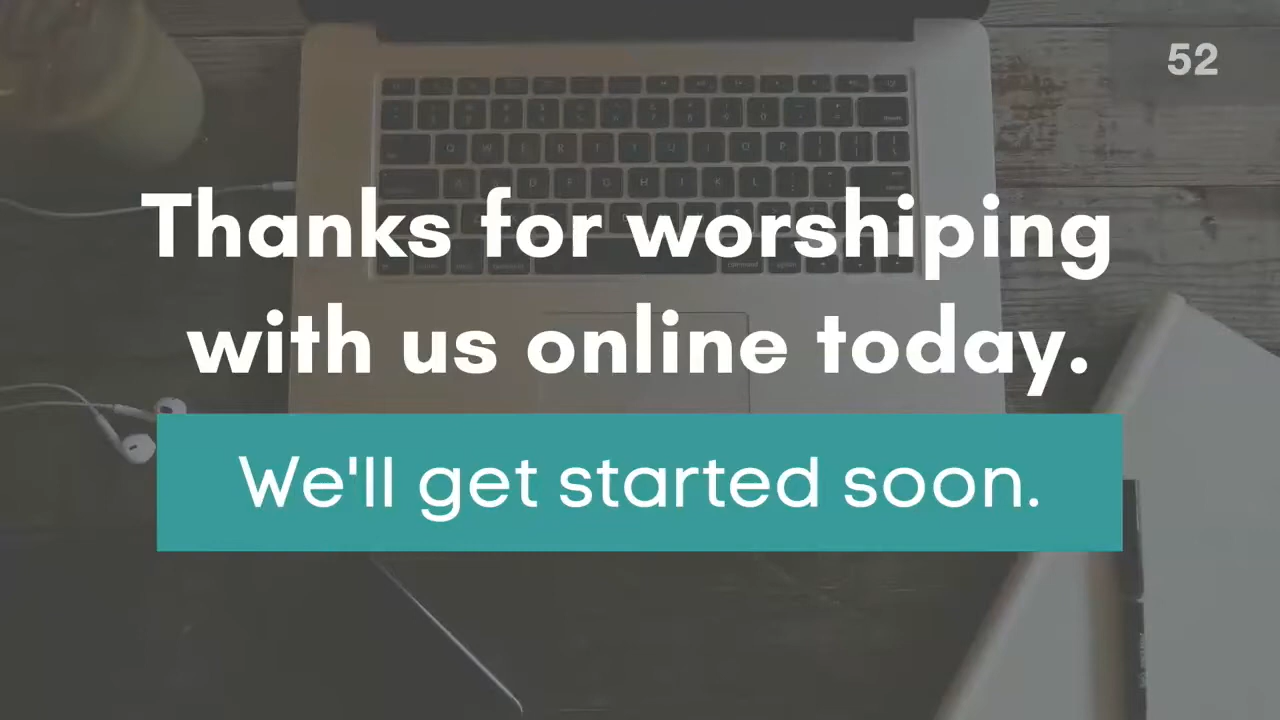 52
Thanks for worshiping
with us online today.
We'll get started soon.